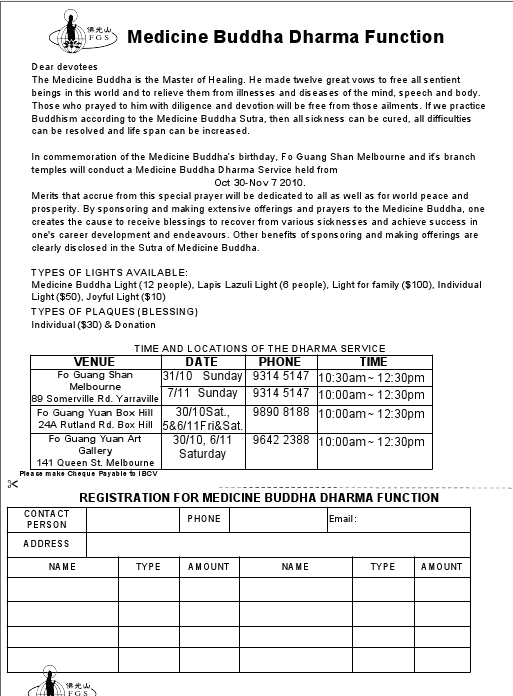 佛光山
FGS
Medicine Buddha Dharma Function
Dear devotees
The Medicine Buddha is the Master of Healing. He made twelve great vows to free all sentient
beings in this world and to relieve them from illnesses and diseases of the mind, speech and body.
Those who prayed to him with diligence and devotion will be free from those ailments. If we practice
Buddhism according to the Medicine Buddha Sutra, then all sickness can be cured, all difficulties
can be resolved and life span can be increased.
In commemoration of the Medicine Buddha's birthday, Fo Guang Shan Melbourne and it's branch
temples will conduct a Medicine Buddha Dharma Service held from
Oct 30-Nov 7 2010.
Merits that accrue from this special prayer will be dedicated to all as well as for world peace and
prosperity. By sponsoring and making extensive offerings and prayers to the Medicine Buddha, one
creates the cause to receive blessings to recover from various sicknesses and achieve success in
one's career development and endeavours. Other benefits of sponsoring and making offerings are
clearly disclosed in the Sutra of Medicine Buddha.
TYPES OF LIGHTS AVAILABLE:
Medicine Buddha Light (12 people), Lapis Lazuli Light (6 people), Light for family ($100), Individual
Light ($50), Joyful Light ($10)
TYPES OF PLAQUES (BLESSING)
Individual ($30) & Donation
TIME AND LOCATIONS OF THE DHARMA SERVICE
VENUE DATE PHONE TIME
Fo Guang Shan
Melbourne
89 Somerville Rd. Yarraville
31/10 Sunday 9314 5147 10:30am~ 12:30pm
7/11 Sunday 9314 5147 10:00am~ 12:30pm
Fo Guang Yuan Box Hill
24A Rutland Rd. Box Hill
30/10Sat.,
5&6/11Fri&Sat.
9890 8188 10:00am~ 12:30pm
Fo Guang Yuan Art
Gallery
141 Queen St. Melbourne
30/10, 6/11
Saturday
9642 2388 10:00am~ 12:30pm
Please make Cheque Payable to IBCV
REGISTRATION FOR MEDICINE BUDDHA DHARMA FUNCTION
CONTACT
PERSON
PHONE Email:
ADDRESS
NAME TYPE AMOUNT NAME TYPE AMOUNT
佛光山
FGS